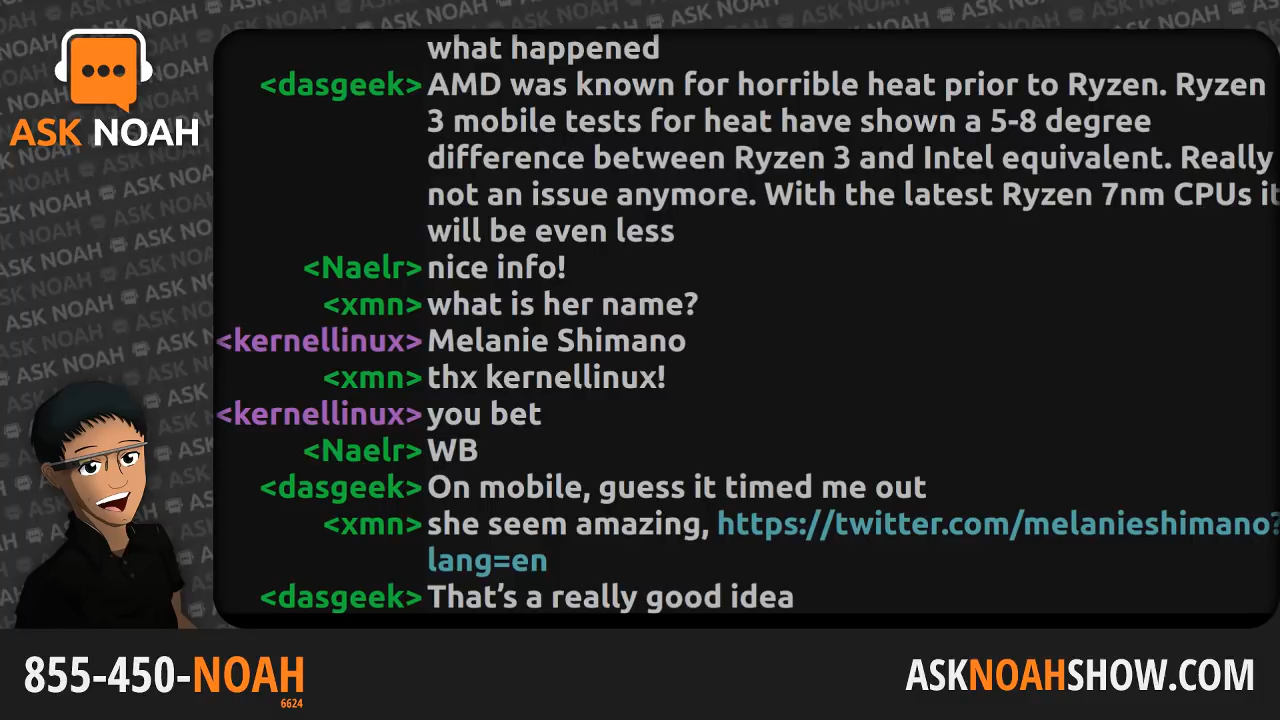 ASK NOAH
what happened
<dasgeek> AMD was known for horrible heat prior to Ryzen. Ryzen
3 mobile tests for heat have shown a 5-8 degree
difference between Ryzen 3 and Intel equivalent. Really
not an issue anymore. With the latest Ryzen 7nm CPUs it
will be even less
<Naelr> nice info!
<xmn> what is her name?
<kernellinux> Melanie Shimano
<xmn> thx kernellinux!
<kernellinux> you bet
<Naelr> WB
<dasgeek> On mobile, guess it timed me out
<xmn> she seem amazing, https://twitter.com/melanieshimano?
lang=en
<dasgeek> That's a really good idea
855-450-NOAH
6624
ASKNOAHSHOW.COM